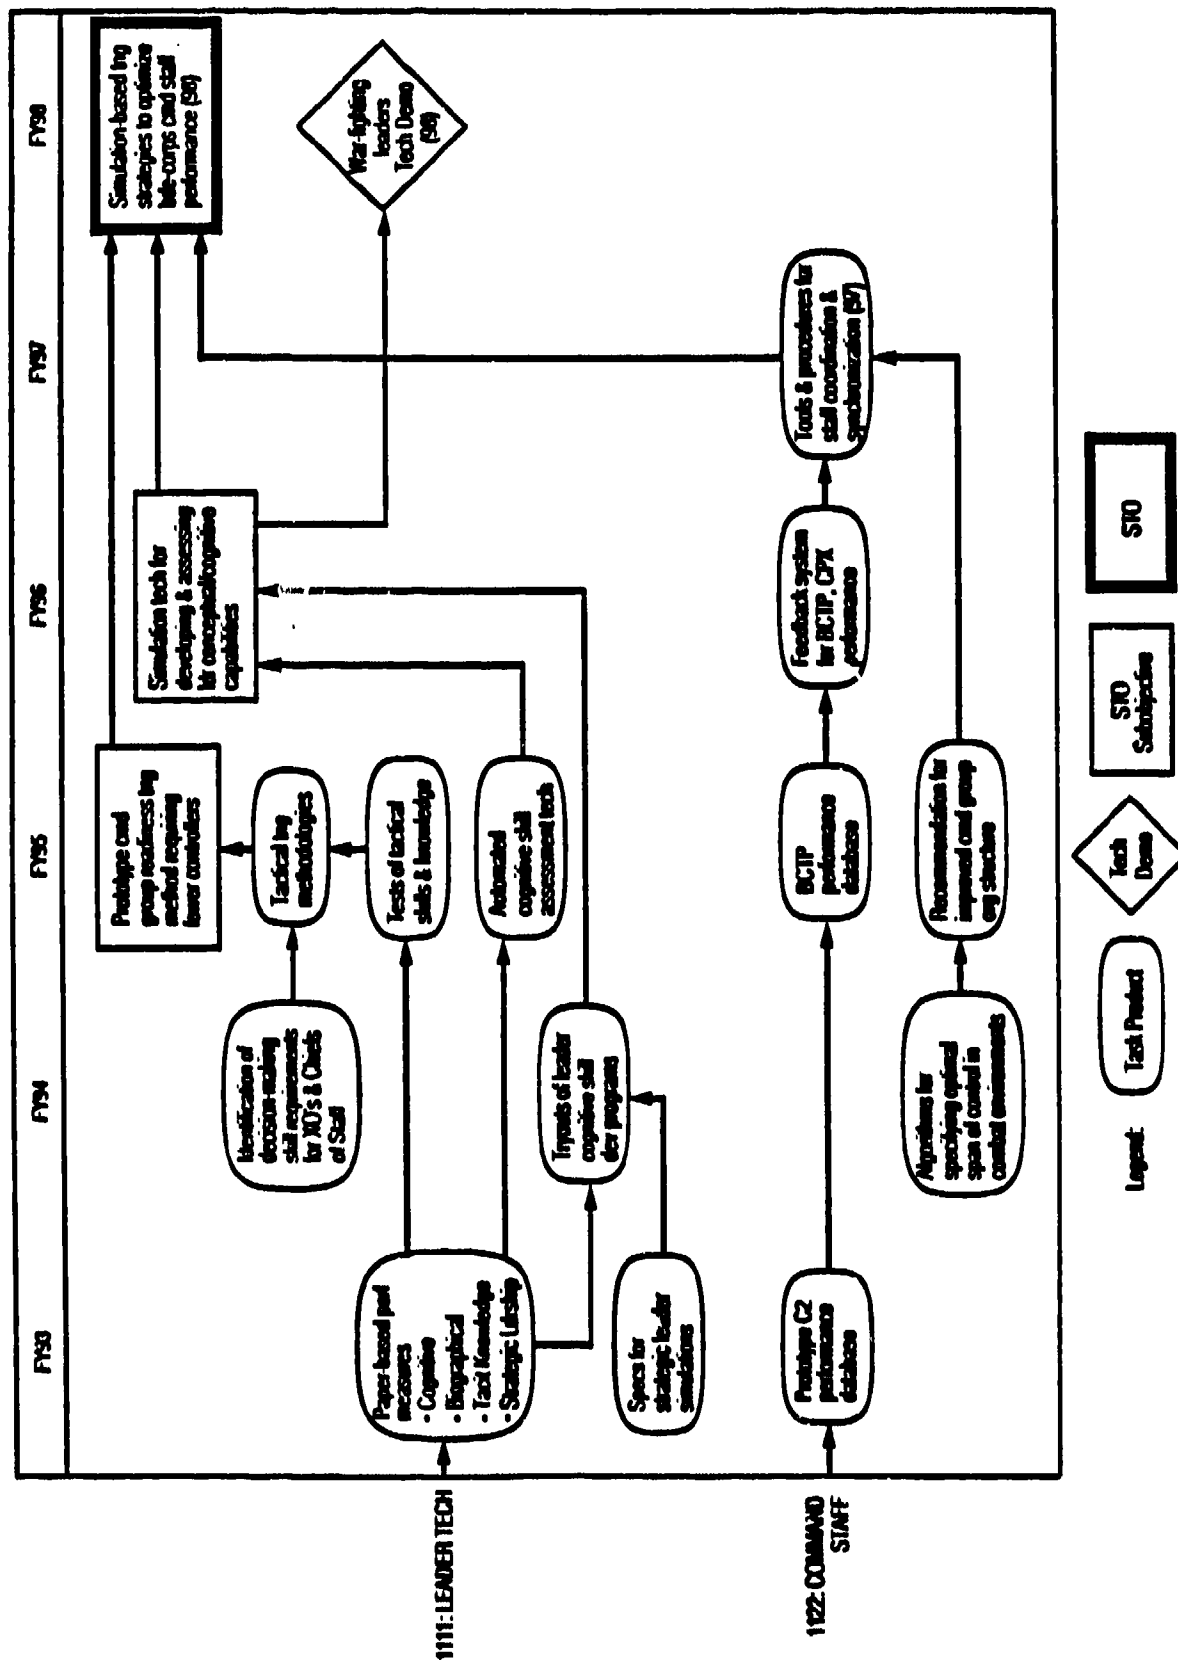 FY93
FY94
FY95
FY96
FY97
FY98
1111: LEADER TECH
Paper-based perf
measures
- Cognitive
- Biographical
- Tacit Knowledge
- Strategic Ldrship
Specs for
strategic leader
simulations
Identification of
decision-making
skill requirements
for XO's & Chiefs
of Staff
Tryouts of leader
cognitive skill
dev programs
Prototype cmd
group readiness tng
method requiring
fewer controllers
Tactical tng
methodologies
Tests of tactical
skills & knowledge
Automated
cognitive skill
assessment tech
Simulation tech for
developing & assessing
ldr conceptual/cognitive
capabilities
Simulation-based tng
strategies to optimize
bde-corps cmd staff
performance (98)
War-fighting
leaders
Tech Demo
(98)
1122: COMMAND
STAFF
Prototype C2
performance
database
Algorithms for
specifying optimal
span of control in
combat environments
BCTP
performance
database
Recommendation for
improved cmd group
org structure
Feedback system
for BCTP, CPX
performance
Tools & procedures for
staff coordination &
synchronization (97)
Legend:
Task Product
Tech
Demo
STO
Subobjective
STO